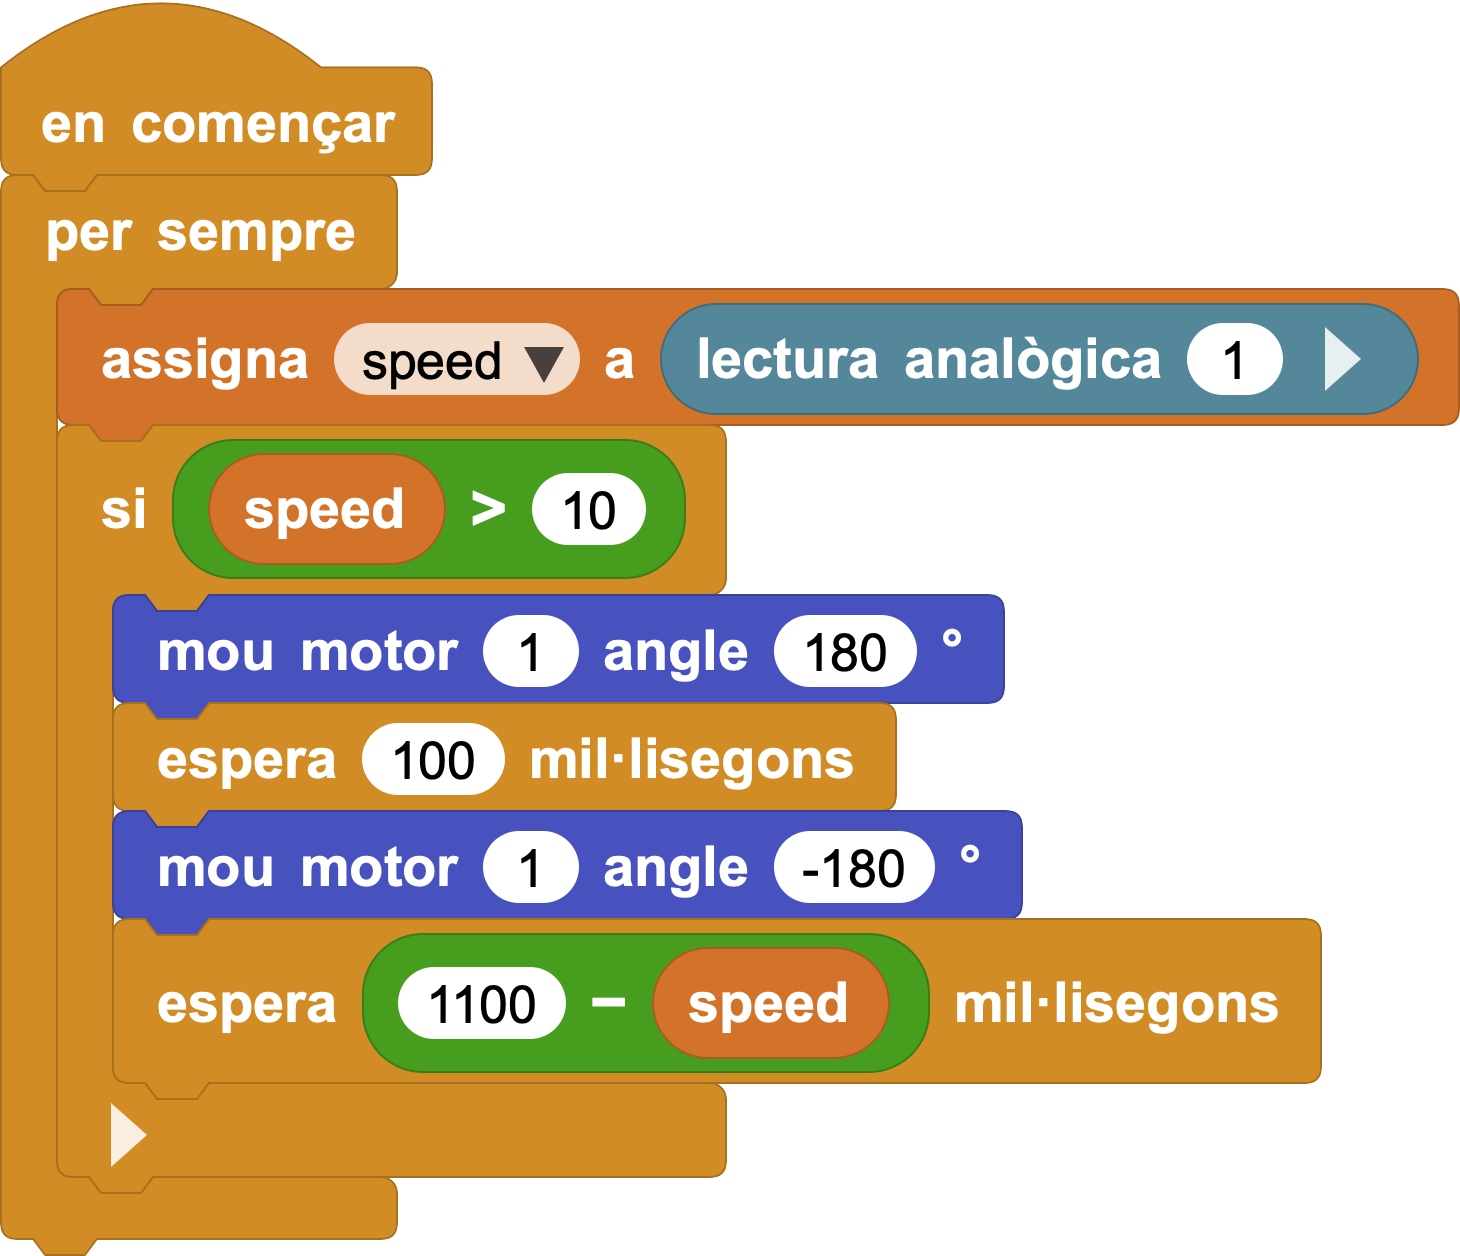 en començar
per sempre
assigna speed a lectura analògica 1
si speed > 10
mou motor 1 angle 180 °
espera 100 mil·lisegons
mou motor 1 angle -180 °
espera 1100 − speed mil·lisegons